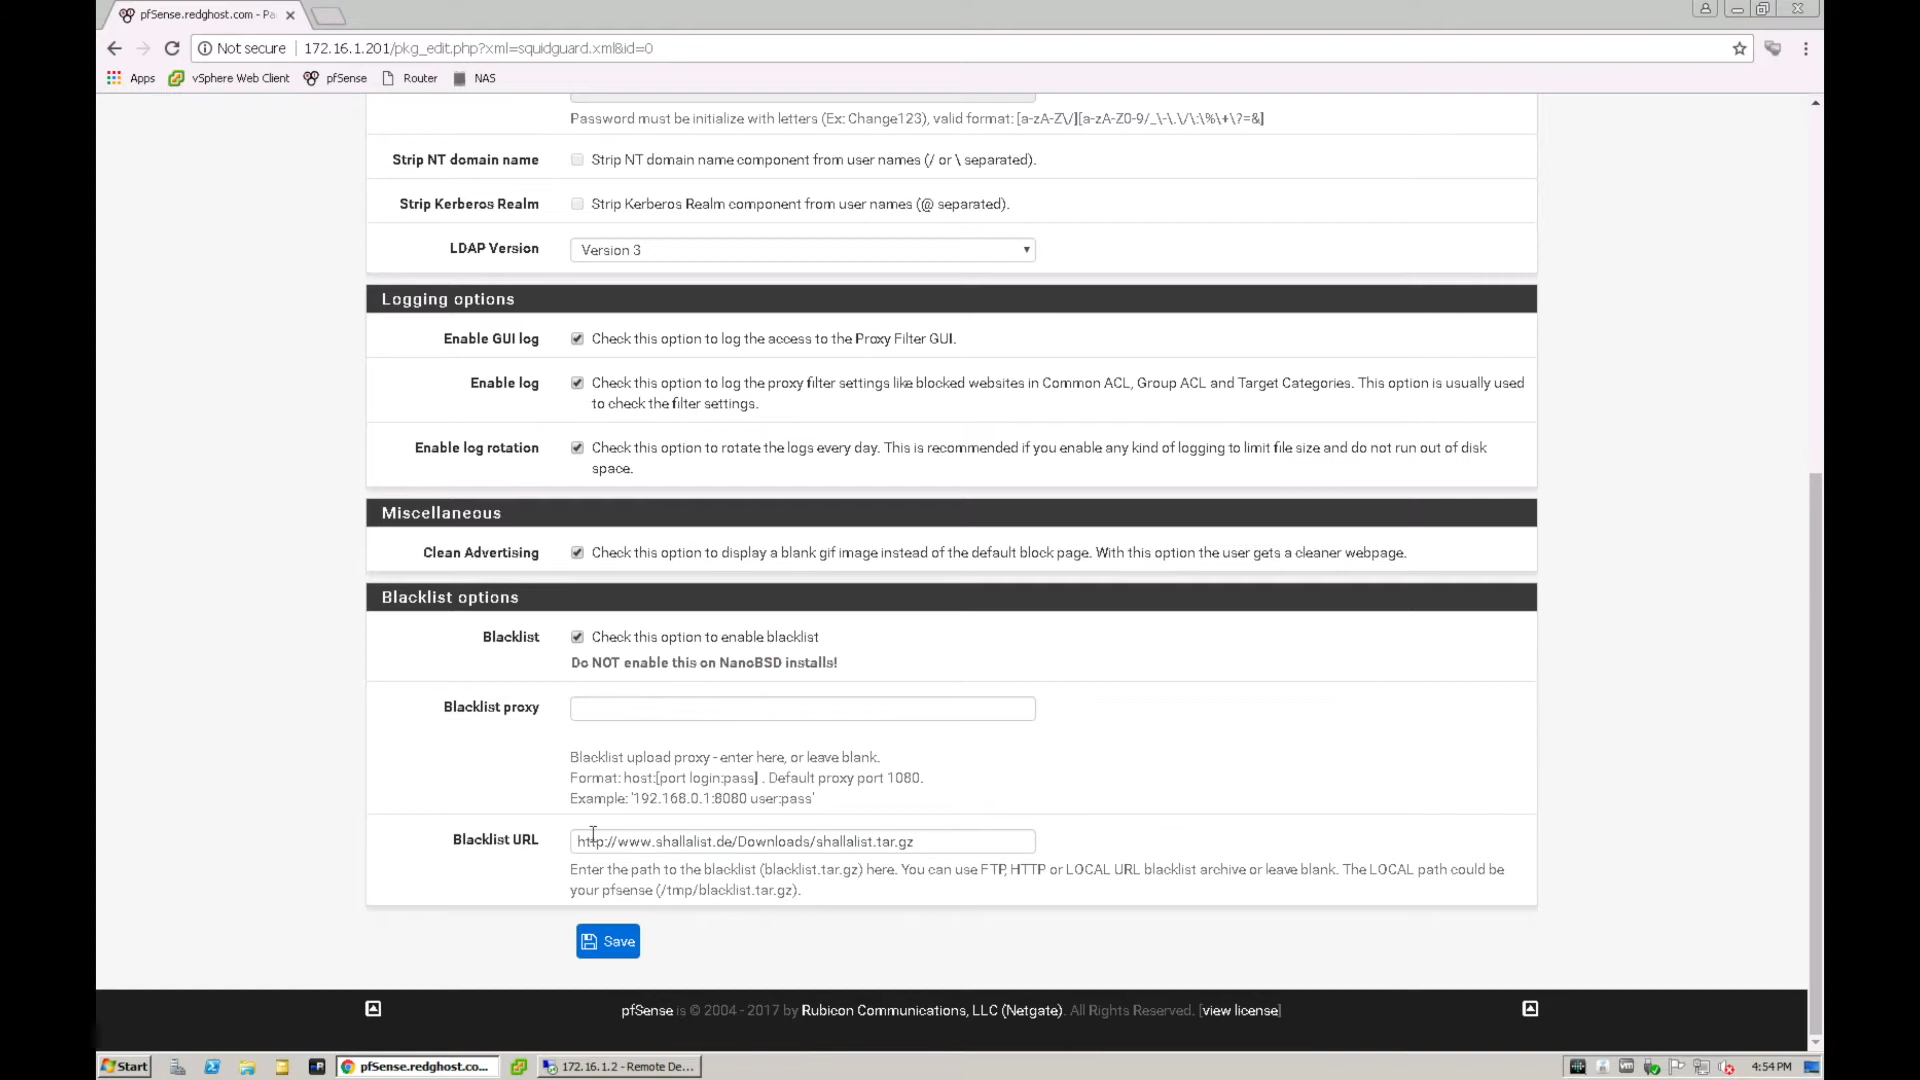 pfSense.redghost.com - Pa
Not secure
172.16.1.201/pkg_edit.php?xml=squidguard.xml&id=0
Apps
vSphere Web Client
pfSense
Router
NAS
Password must be initialize with letters (Ex: Change123), valid format: [a-zA-Z\/][a-zA-Z0-9/_\-\.\/\:\%\+\?=&]
Strip NT domain name
Strip NT domain name component from user names (/ or \ separated).
Strip Kerberos Realm
Strip Kerberos Realm component from user names (@ separated).
LDAP Version
Version 3
Logging options
Enable GUI log
Check this option to log the access to the Proxy Filter GUI.
Enable log
Check this option to log the proxy filter settings like blocked websites in Common ACL, Group ACL and Target Categories. This option is usually used
to check the filter settings.
Enable log rotation
Check this option to rotate the logs every day. This is recommended if you enable any kind of logging to limit file size and do not run out of disk
space.
Miscellaneous
Clean Advertising
Check this option to display a blank gif image instead of the default block page. With this option the user gets a cleaner webpage.
Blacklist options
Blacklist
Check this option to enable blacklist
Do NOT enable this on NanoBSD installs!
Blacklist proxy
Blacklist upload proxy - enter here, or leave blank.
Format: host:[port login:pass] . Default proxy port 1080.
Example: '192.168.0.1:8080 user:pass'
Blacklist URL
http://www.shallalist.de/Downloads/shallalist.tar.gz
Enter the path to the blacklist (blacklist.tar.gz) here. You can use FTP, HTTP or LOCAL URL blacklist archive or leave blank. The LOCAL path could be
your pfsense (/tmp/blacklist.tar.gz).
Save
pfSense is © 2004 - 2017 by Rubicon Communications, LLC (Netgate). All Rights Reserved. [view license]
Start
pfSense.redghost.co...
172.16.1.2 - Remote De...
4:54 PM